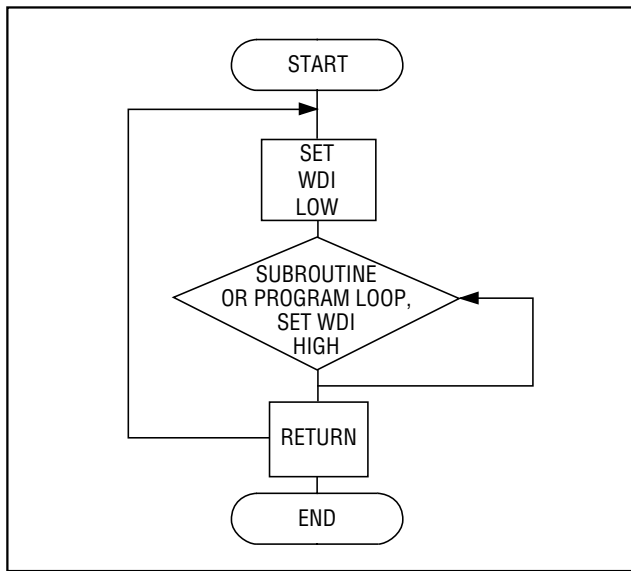 START
SET
WDI
LOW
SUBROUTINE
OR PROGRAM LOOP,
SET WDI
HIGH
RETURN
END